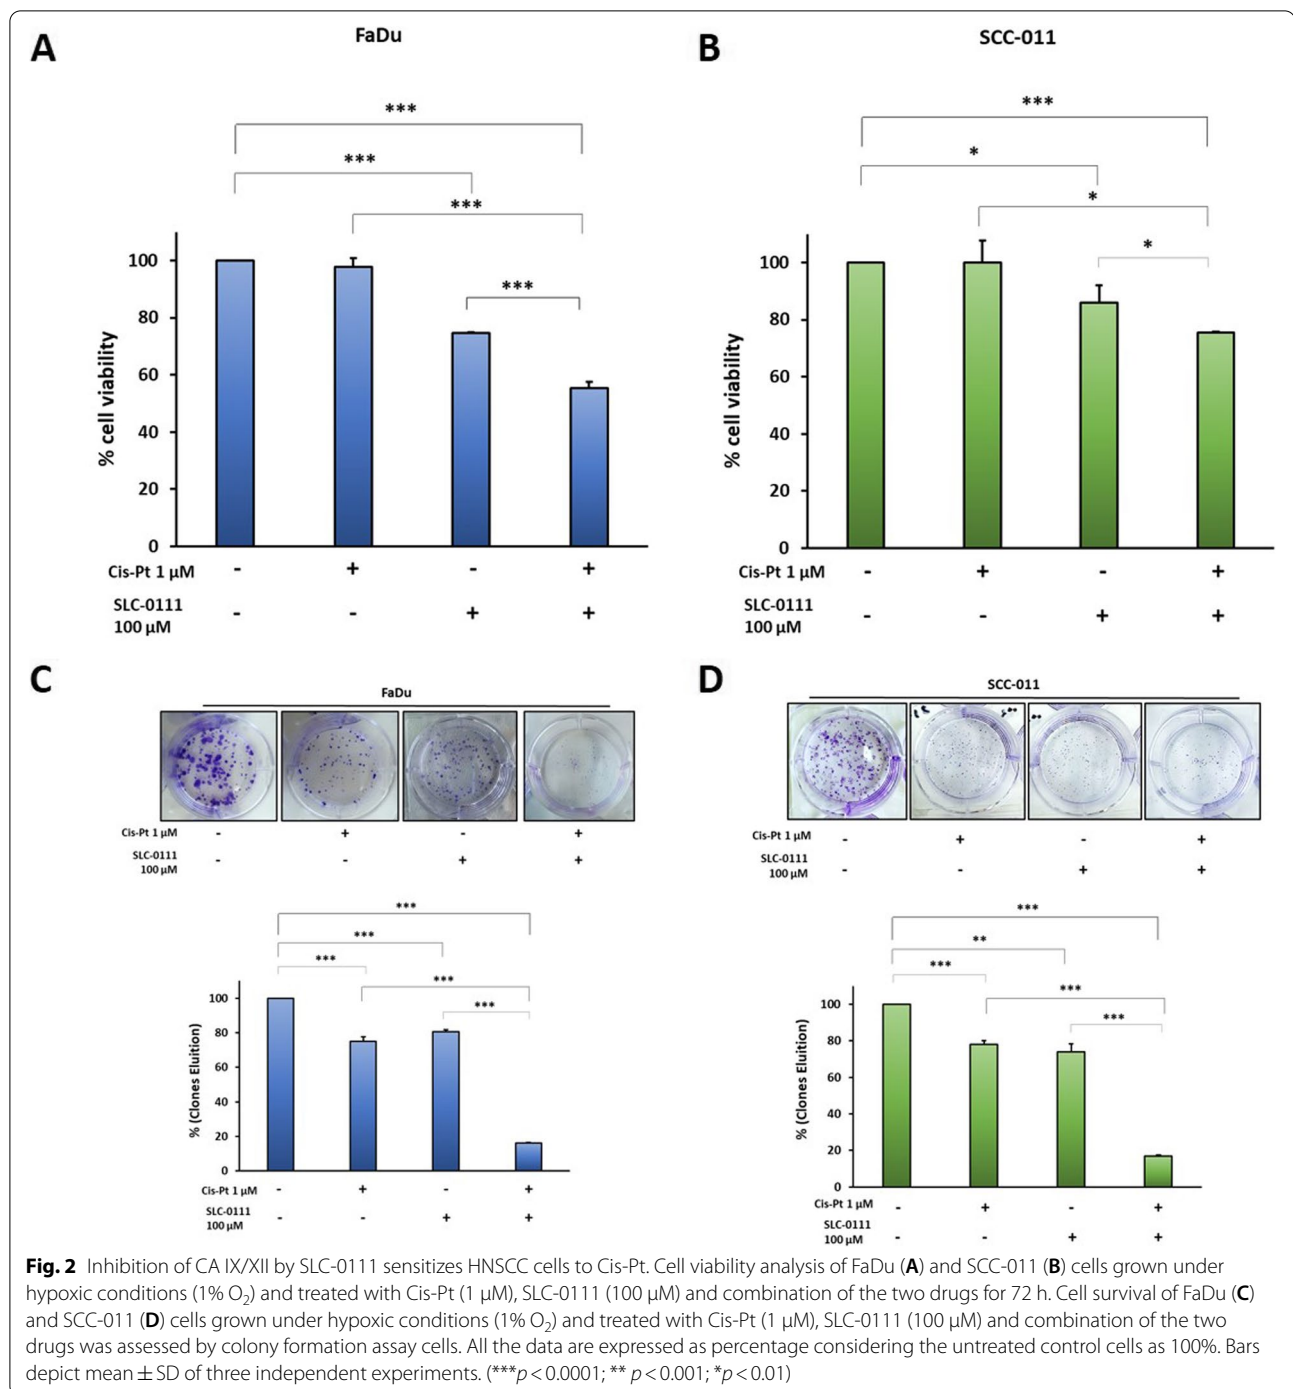 A
FaDu
***
***
***
***
% cell viability
100
80
60
40
20
0
Cis-Pt 1 µM - + - +
SLC-0111
100 µM - - + +
B
SCC-011
***
*
*
*
% cell viability
100
80
60
40
20
0
Cis-Pt 1 µM - + - +
SLC-0111
100 µM - - + +
C
FaDu
Cis-Pt 1 µM - + - +
SLC-0111
100 µM - - + +
***
***
***
***
***
% (Clones Eluition)
100
80
60
40
20
0
Cis-Pt 1 µM - + - +
SLC-0111
100 µM - - + +
D
SCC-011
Cis-Pt 1 µM - + - +
SLC-0111
100 µM - - + +
***
**
***
***
***
% (Clones Eluition)
100
80
60
40
20
0
Cis-Pt 1 µM - + - +
SLC-0111
100 µM - - + +
Fig. 2 Inhibition of CA IX/XII by SLC-0111 sensitizes HNSCC cells to Cis-Pt. Cell viability analysis of FaDu (A) and SCC-011 (B) cells grown under
hypoxic conditions (1% O₂) and treated with Cis-Pt (1 µM), SLC-0111 (100 µM) and combination of the two drugs for 72 h. Cell survival of FaDu (C)
and SCC-011 (D) cells grown under hypoxic conditions (1% O₂) and treated with Cis-Pt (1 µM), SLC-0111 (100 µM) and combination of the two
drugs was assessed by colony formation assay cells. All the data are expressed as percentage considering the untreated control cells as 100%. Bars
depict mean ± SD of three independent experiments. (***p < 0.0001; ** p < 0.001; *p < 0.01)